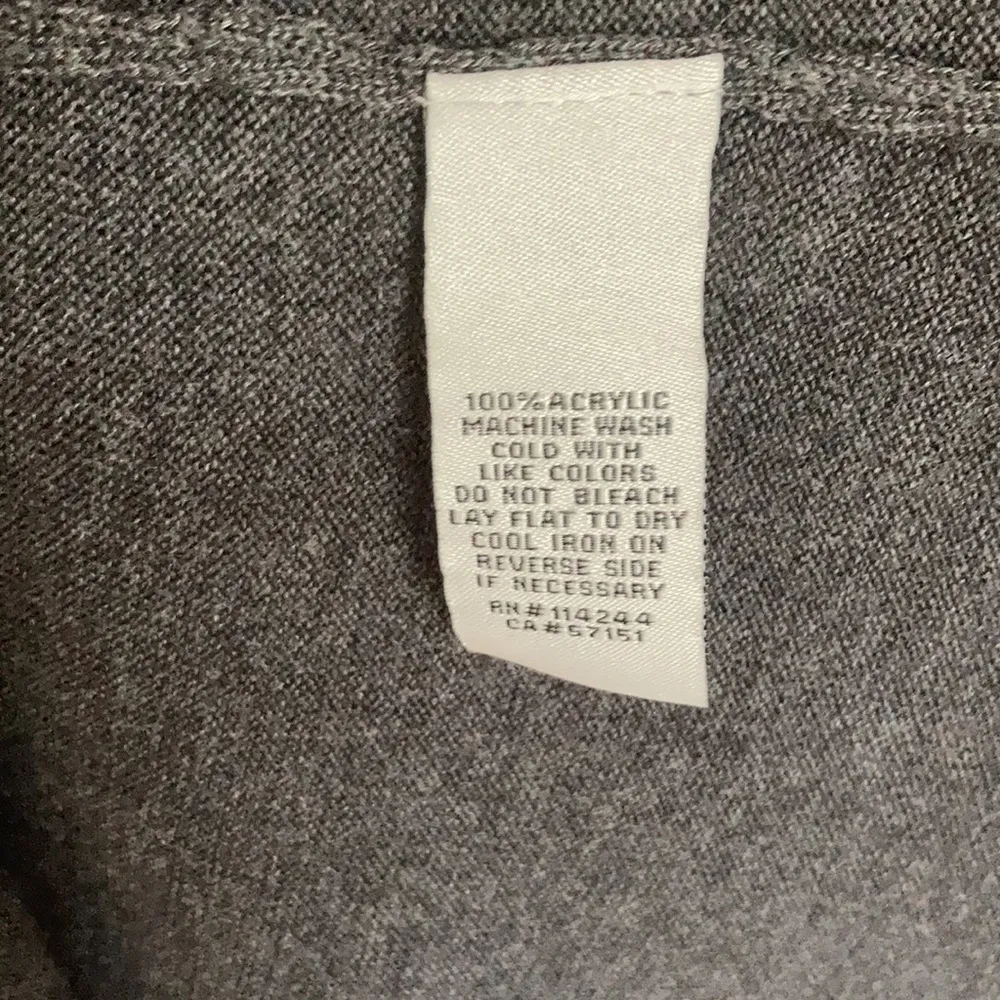 100% ACRYLIC
MACHINE WASH
COLD WITH
LIKE COLORS
DO NOT BLEACH
LAY FLAT TO DRY
COOL IRON ON
REVERSE SIDE
IF NECESSARY
RN # 114244
CA # 57151